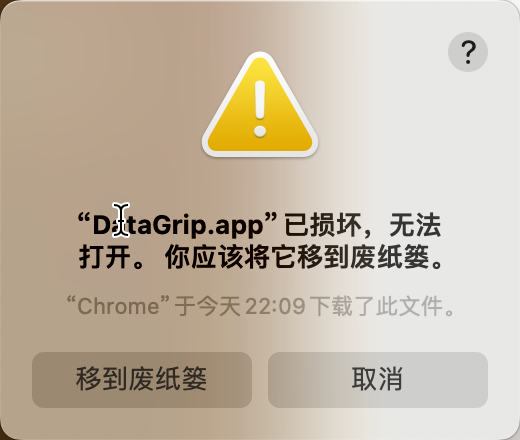 ?
“DataGrip.app”已损坏，无法
打开。 你应该将它移到废纸篓。
“Chrome”于今天 22:09 下载了此文件。
移到废纸篓
取消